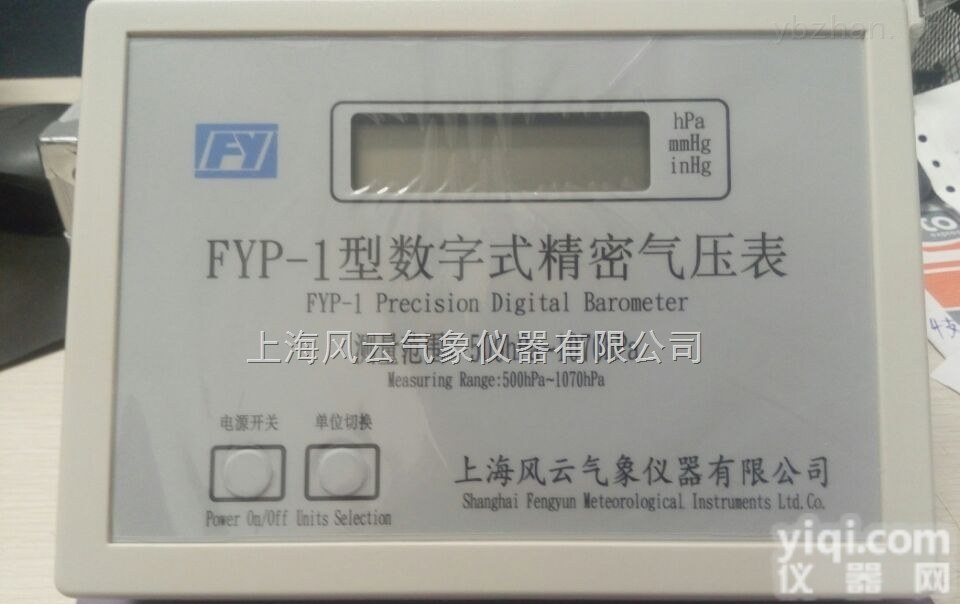 ybzhan.cn
FY
hPa
mmHg
inHg
FYP-1型数字式精密气压表
FYP-1 Precision Digital Barometer
上海风云气象仪器有限公司
Measuring Range:500hPa~1070hPa
电源开关 单位切换
Power On/Off Units Selection
上海风云气象仪器有限公司
Shanghai Fengyun Meteorological Instruments Ltd.Co.
yiqi.com
仪器网